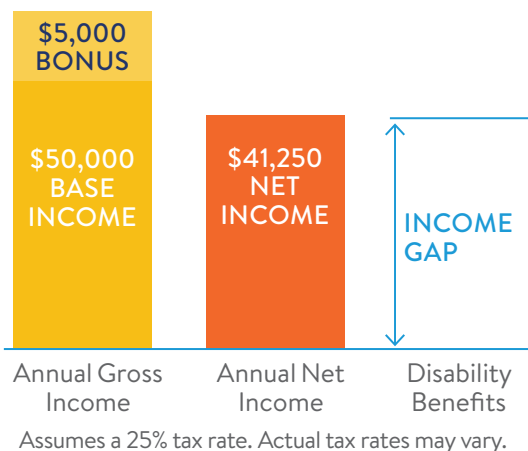 $5,000
BONUS
$50,000
BASE
INCOME
$41,250
NET
INCOME
INCOME
GAP
Annual Gross
Income
Annual Net
Income
Disability
Benefits
Assumes a 25% tax rate. Actual tax rates may vary.